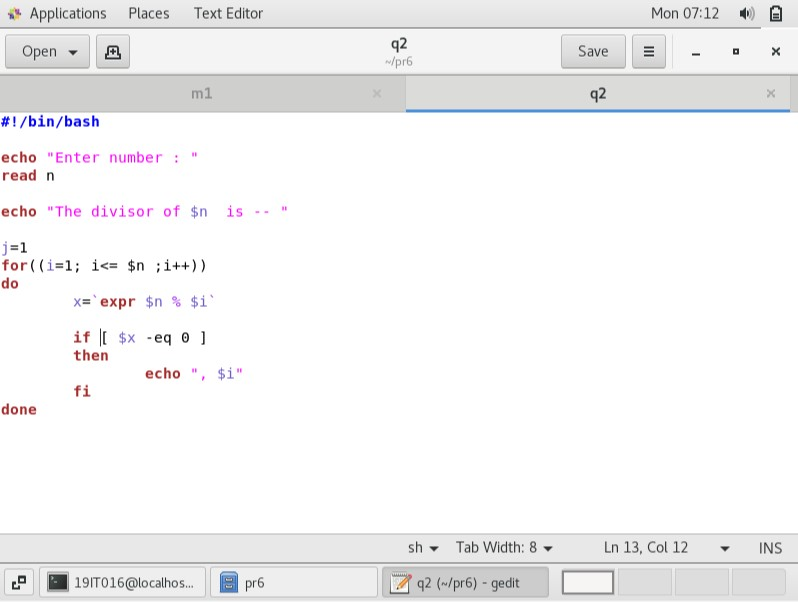 Applications Places Text Editor Mon 07:12
Open q2 Save
~/pr6
m1 q2
#!/bin/bash
echo "Enter number : "
read n
echo "The divisor of $n  is -- "
j=1
for((i=1; i<= $n ;i++))
do
x=`expr $n % $i`
if [ $x -eq 0 ]
then
echo ", $i"
fi
done
sh Tab Width: 8 Ln 13, Col 12 INS
19IT016@localhos... pr6 q2 (~/pr6) - gedit